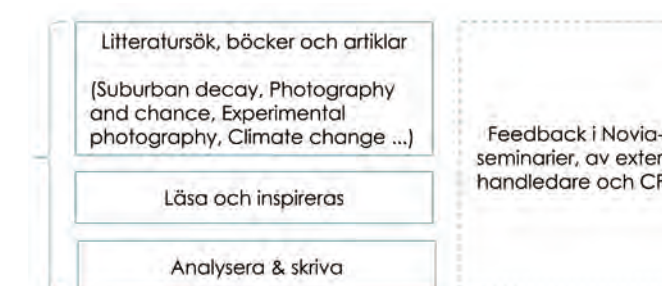 Litteratursök, böcker och artiklar
(Suburban decay, Photography
and chance, Experimental
photography, Climate change ...)
Läsa och inspireras
Analysera & skriva
Feedback i Novia-
seminarier, av exter
handledare och